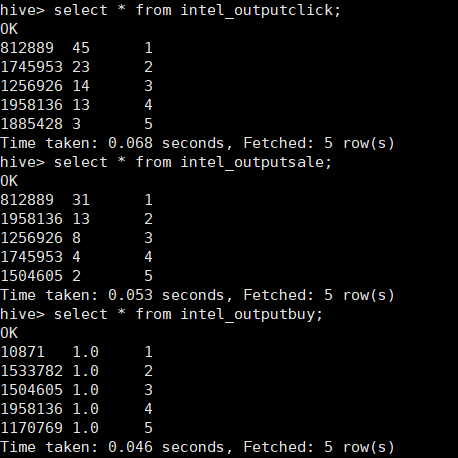 hive> select * from intel_outputclick;
OK
812889  45      1
1745953 23      2
1256926 14      3
1958136 13      4
1885428 3       5
Time taken: 0.068 seconds, Fetched: 5 row(s)
hive> select * from intel_outputsale;
OK
812889  31      1
1958136 13      2
1256926 8       3
1745953 4       4
1504605 2       5
Time taken: 0.053 seconds, Fetched: 5 row(s)
hive> select * from intel_outputbuy;
OK
10871   1.0     1
1533782 1.0     2
1504605 1.0     3
1958136 1.0     4
1170769 1.0     5
Time taken: 0.046 seconds, Fetched: 5 row(s)